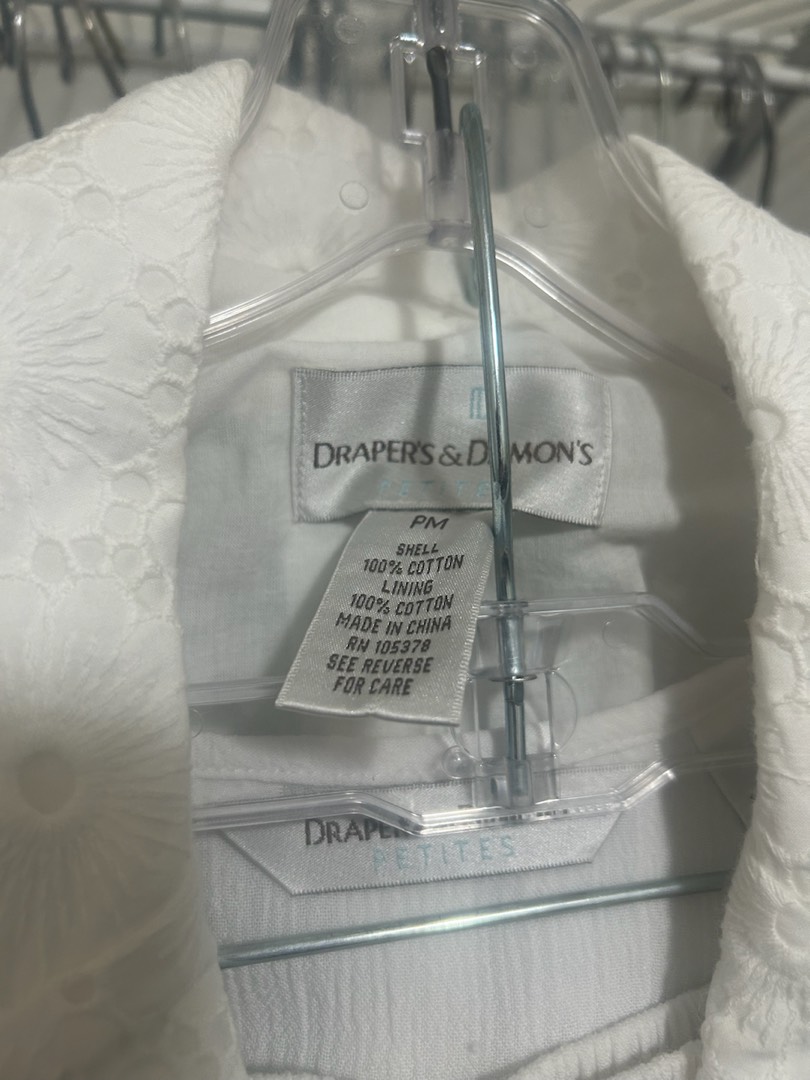 DRAPER'S & D MON'S
PM
SHELL
100% COTTON
LINING
100% COTTON
MADE IN CHINA
RN 105378
SEE REVERSE
FOR CARE
DRAPE
PETITES